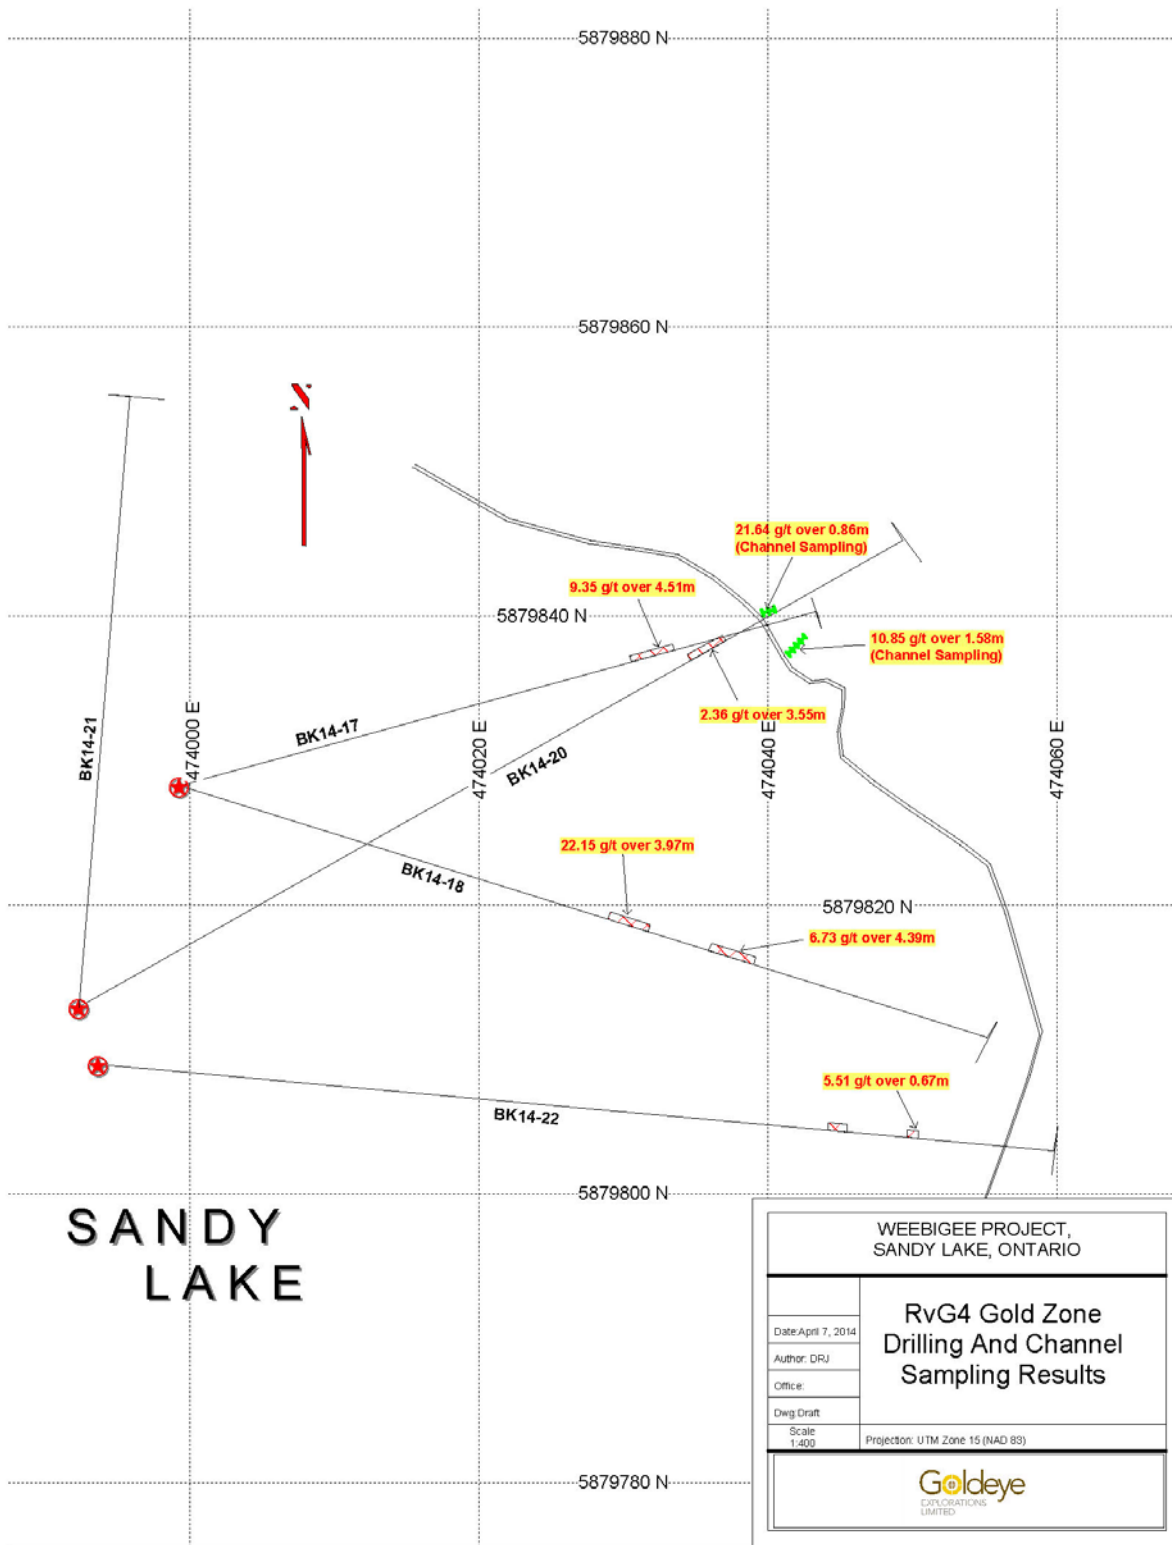 5879880 N
5879860 N
N
21.64 g/t over 0.86m
(Channel Sampling)
9.35 g/t over 4.51m
5879840 N
10.85 g/t over 1.58m
(Channel Sampling)
2.36 g/t over 3.55m
BK14-21
474000 E
BK14-17
474020 E
BK14-20
474040 E
474060 E
22.15 g/t over 3.97m
BK14-18
5879820 N
6.73 g/t over 4.39m
5.51 g/t over 0.67m
BK14-22
5879800 N
SANDY
LAKE
WEEBIGEE PROJECT,
SANDY LAKE, ONTARIO
RvG4 Gold Zone
Drilling And Channel
Sampling Results
Date:April 7, 2014
Author: DRJ
Office:
Dwg:Draft
Scale
1:400
Projection: UTM Zone 15 (NAD 83)
5879780 N
Goldeye
EXPLORATIONS
LIMITED